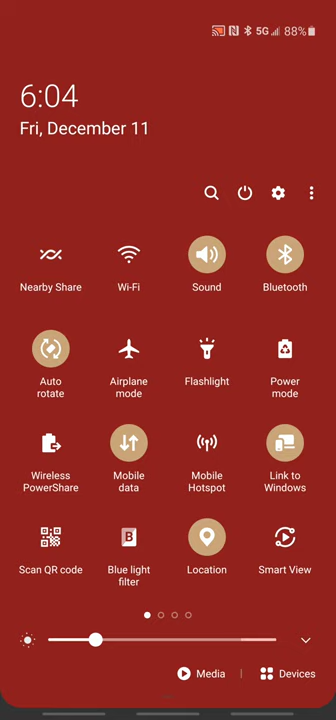 5G 88%
6:04
Fri, December 11
Nearby Share
Wi-Fi
Sound
Bluetooth
Auto
rotate
Airplane
mode
Flashlight
Power
mode
Wireless
PowerShare
Mobile
data
Mobile
Hotspot
Link to
Windows
Scan QR code
B
Blue light
filter
Location
Smart View
Media | Devices